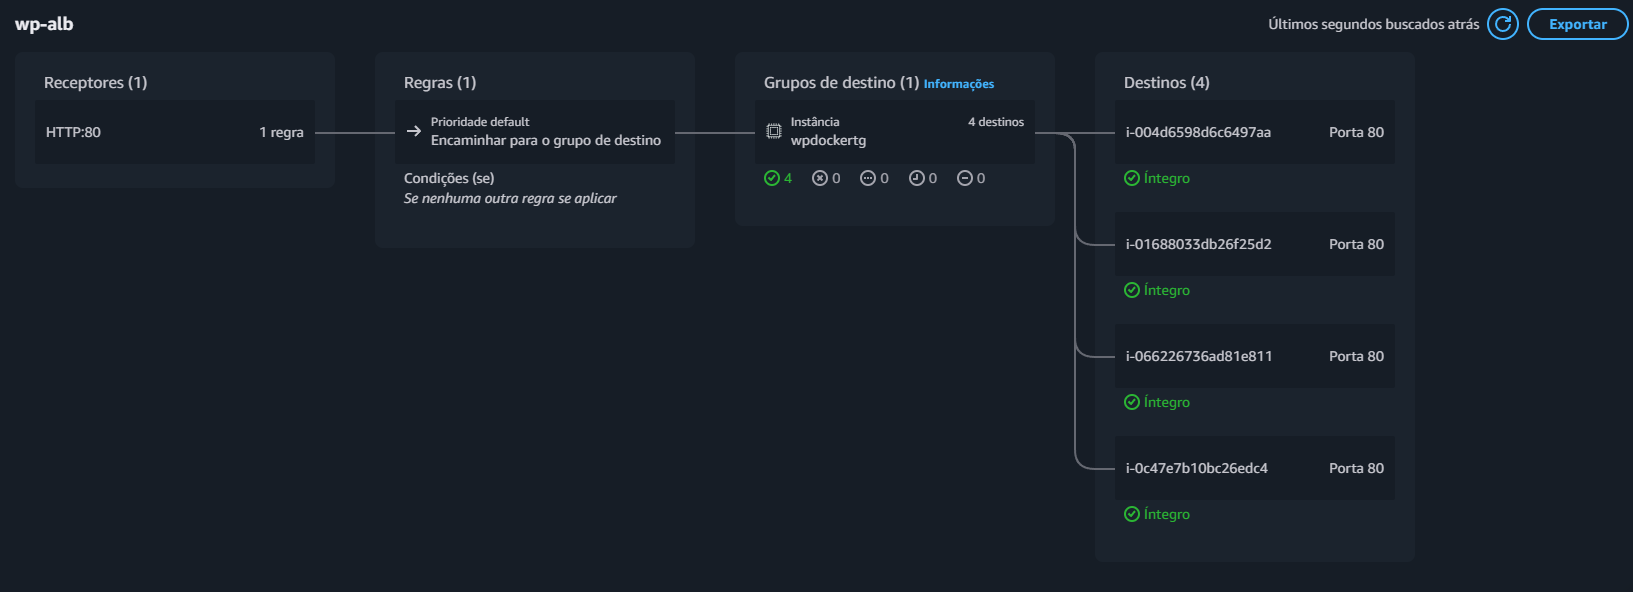 wp-alb
Últimos segundos buscados atrás
Exportar
Receptores (1)
HTTP:80
1 regra
Regras (1)
Prioridade default
Encaminhar para o grupo de destino
Condições (se)
Se nenhuma outra regra se aplicar
Grupos de destino (1) Informações
Instância
4 destinos
wpdockertg
4 0 0 0 0
Destinos (4)
i-004d6598d6c6497aa Porta 80
Íntegro
i-01688033db26f25d2 Porta 80
Íntegro
i-066226736ad81e811 Porta 80
Íntegro
i-0c47e7b10bc26edc4 Porta 80
Íntegro